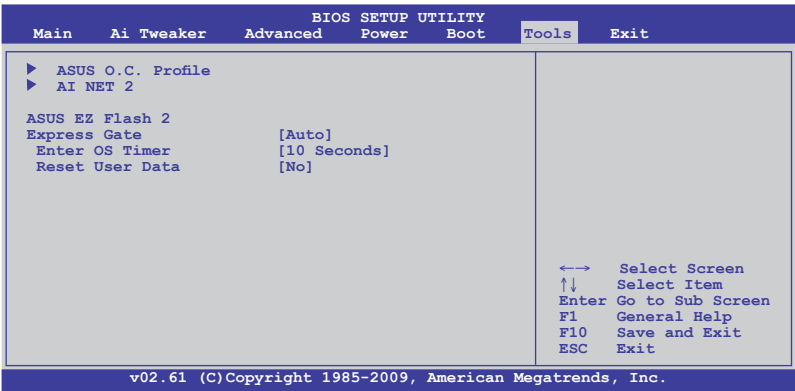 BIOS SETUP UTILITY
Main Ai Tweaker Advanced Power Boot Tools Exit
ASUS O.C. Profile
AI NET 2
ASUS EZ Flash 2
Express Gate [Auto]
Enter OS Timer [10 Seconds]
Reset User Data [No]
←→ Select Screen
↑↓ Select Item
Enter Go to Sub Screen
F1 General Help
F10 Save and Exit
ESC Exit
v02.61 (C)Copyright 1985-2009, American Megatrends, Inc.